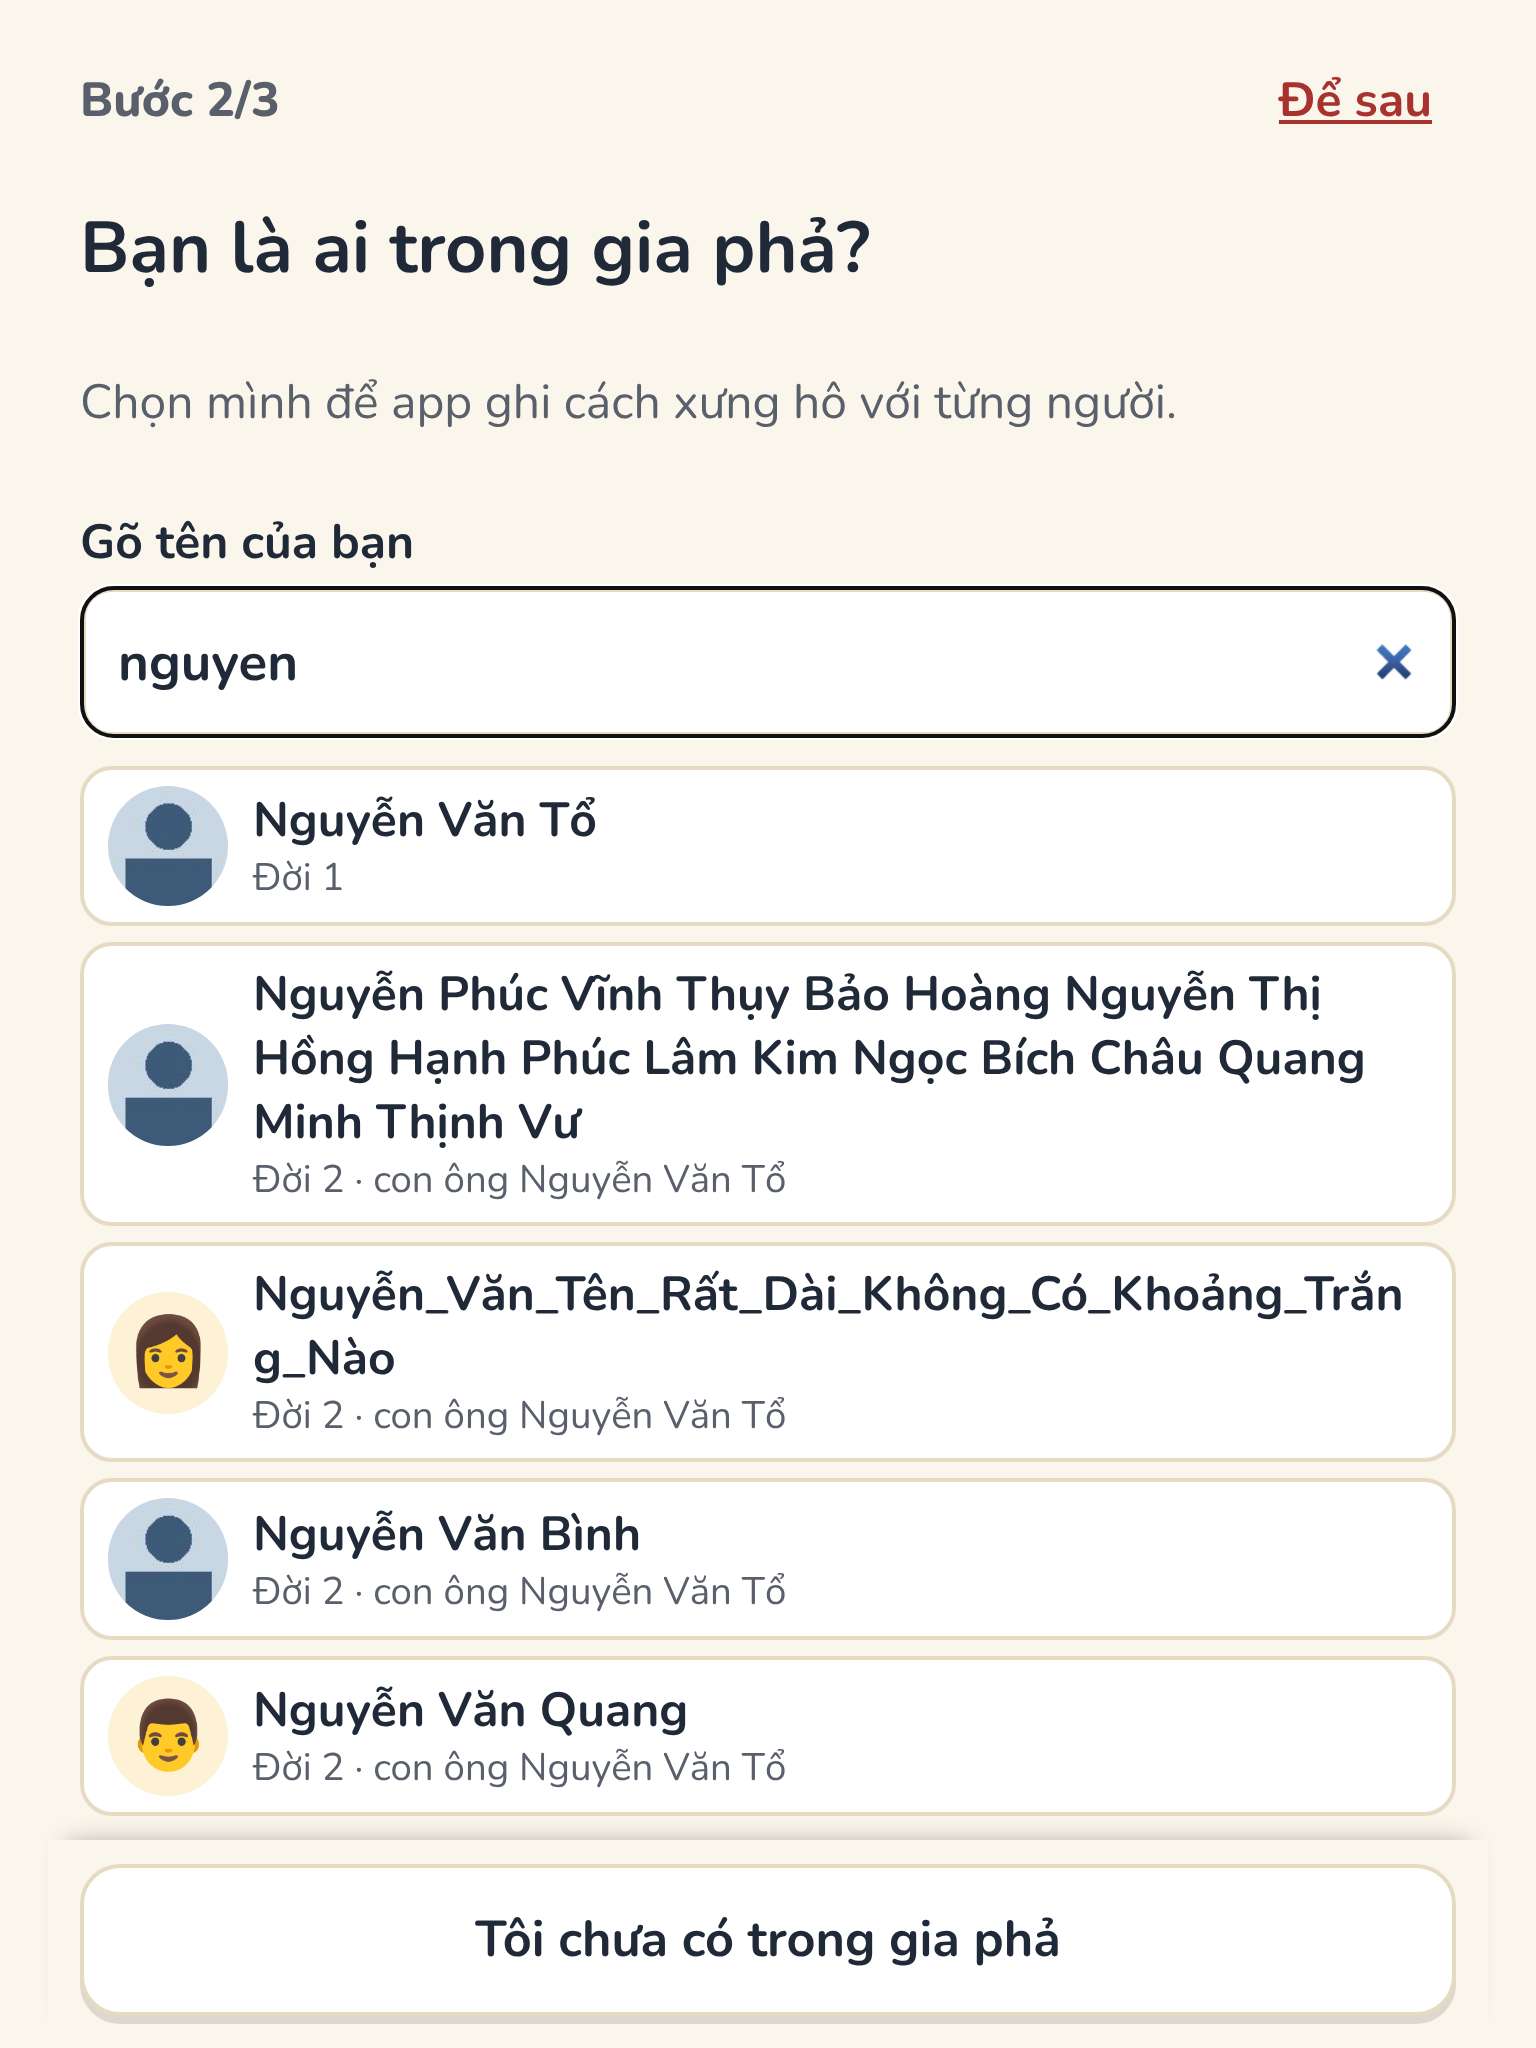 Bước 2/3
Để sau
Bạn là ai trong gia phả?
Chọn mình để app ghi cách xưng hô với từng người.
Gõ tên của bạn
nguyen
Nguyễn Văn Tổ
Đời 1
Nguyễn Phúc Vĩnh Thụy Bảo Hoàng Nguyễn Thị
Hồng Hạnh Phúc Lâm Kim Ngọc Bích Châu Quang
Minh Thịnh Vư
Đời 2 · con ông Nguyễn Văn Tổ
Nguyễn_Văn_Tên_Rất_Dài_Không_Có_Khoảng_Trắn
g_Nào
Đời 2 · con ông Nguyễn Văn Tổ
Nguyễn Văn Bình
Đời 2 · con ông Nguyễn Văn Tổ
Nguyễn Văn Quang
Đời 2 · con ông Nguyễn Văn Tổ
Tôi chưa có trong gia phả